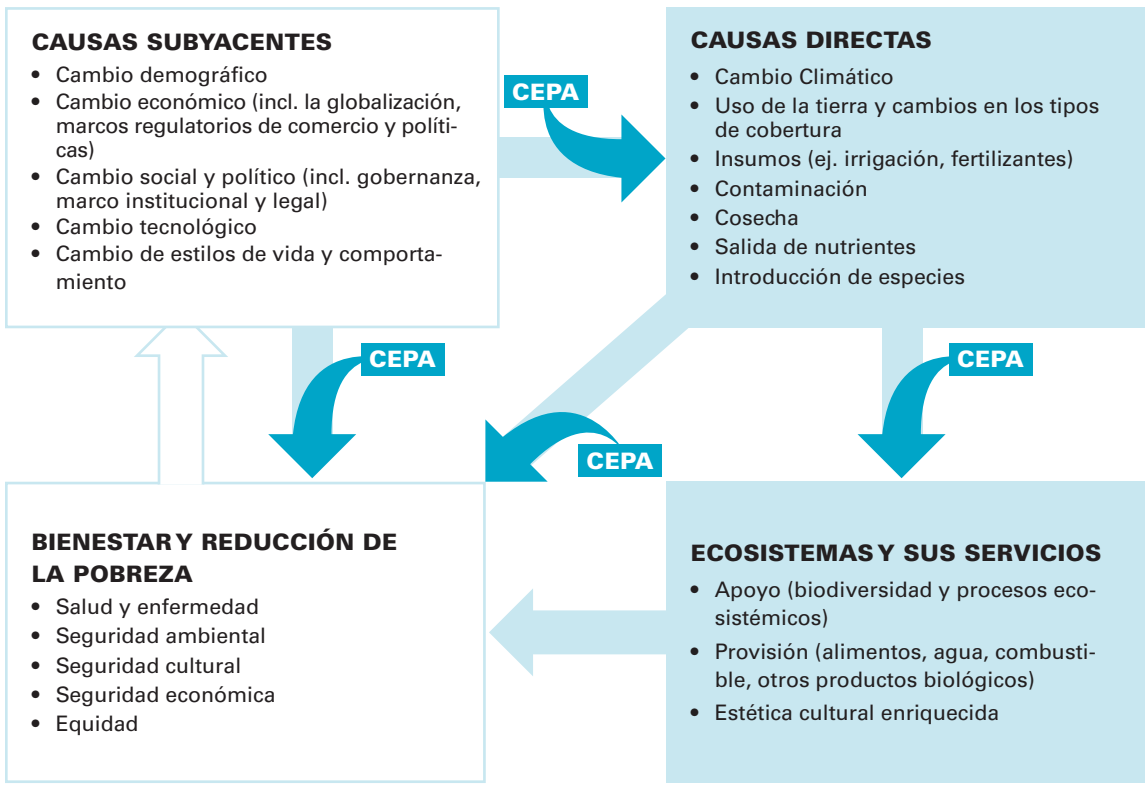 CAUSAS SUBYACENTES
• Cambio demográfico
• Cambio económico (incl. la globalización,
marcos regulatorios de comercio y políti-
cas)
• Cambio social y político (incl. gobernanza,
marco institucional y legal)
• Cambio tecnológico
• Cambio de estilos de vida y comporta-
miento
CEPA
CAUSAS DIRECTAS
• Cambio Climático
• Uso de la tierra y cambios en los tipos
de cobertura
• Insumos (ej. irrigación, fertilizantes)
• Contaminación
• Cosecha
• Salida de nutrientes
• Introducción de especies
CEPA
CEPA
CEPA
BIENESTAR Y REDUCCIÓN DE
LA POBREZA
• Salud y enfermedad
• Seguridad ambiental
• Seguridad cultural
• Seguridad económica
• Equidad
ECOSISTEMAS Y SUS SERVICIOS
• Apoyo (biodiversidad y procesos eco-
sistémicos)
• Provisión (alimentos, agua, combusti-
ble, otros productos biológicos)
• Estética cultural enriquecida